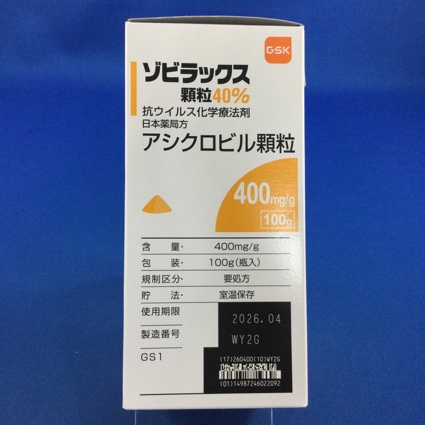 GSK
ゾビラックス
顆粒40%
抗ウイルス化学療法剤
日本薬局方
アシクロビル顆粒
400mg/g
100g
含 量・ 400mg/g
包 装・ 100g(瓶入)
規制区分・ 要処方
貯 法・ 室温保存
使用期限 2026.04
製造番号 WY2G
GS1
(17)260400(10)WY2G
(01)14987246022092